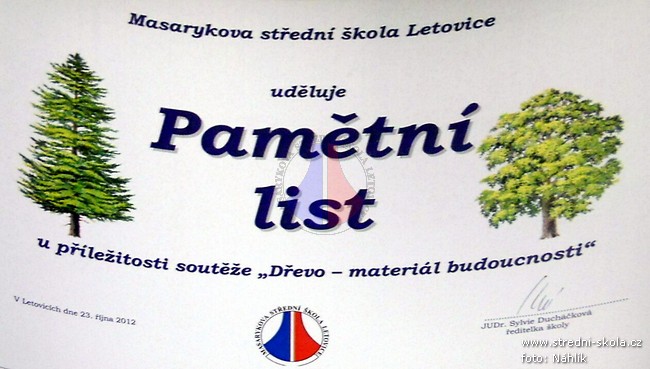 Masarykova střední škola Letovice
uděluje
Pamětní
list
u příležitosti soutěže „Dřevo – materiál budoucnosti“
V Letovicích dne 23. října 2012
MASARYKOVA STŘEDNÍ ŠKOLA LETOVICE
JUDr. Sylvie Ducháčková
ředitelka školy
www.stredni-skola.cz
foto: Náhlík